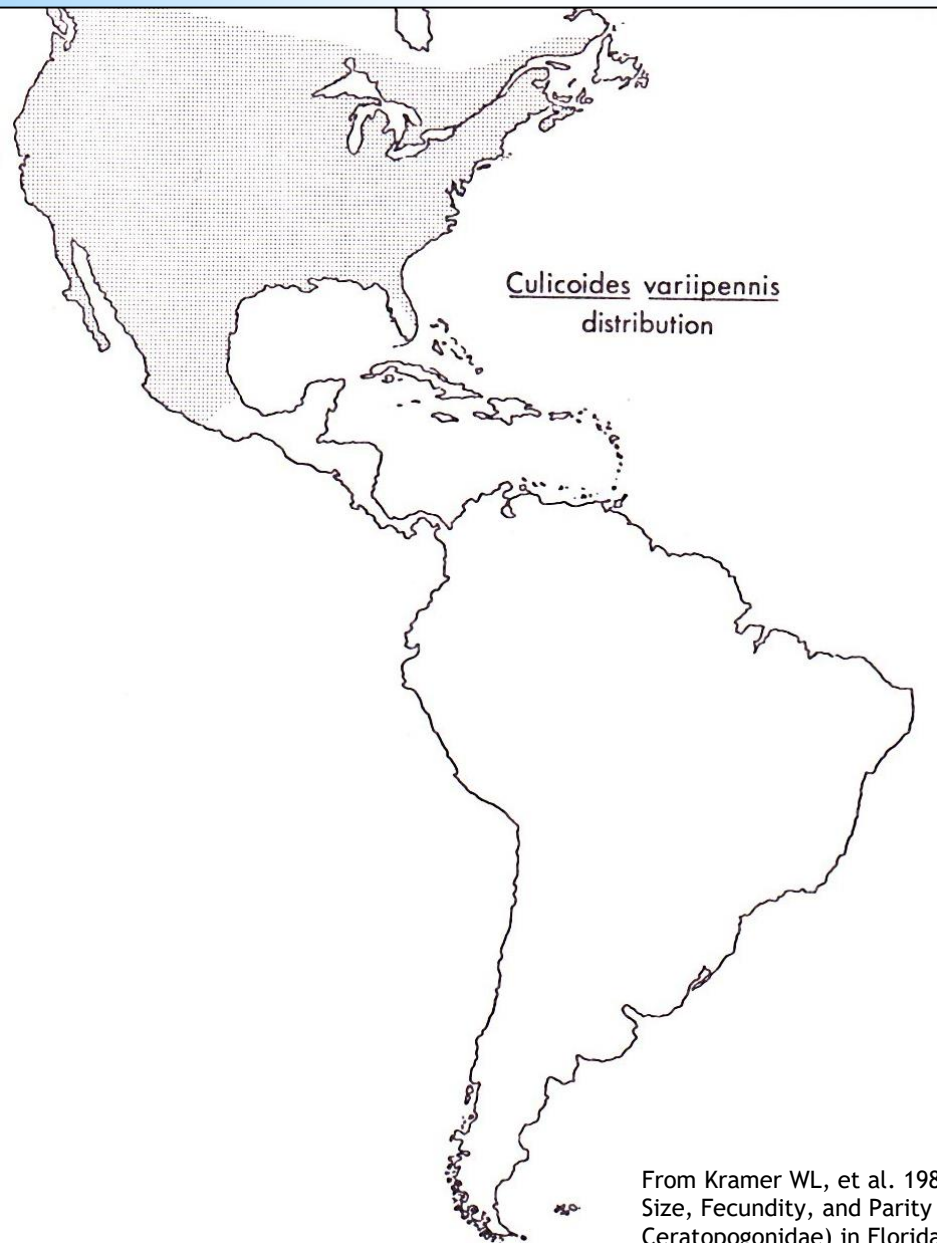 Culicoides variipennis
distribution
From Kramer WL, et al. 198
Size, Fecundity, and Parity
Ceratopogonidae) in Florida